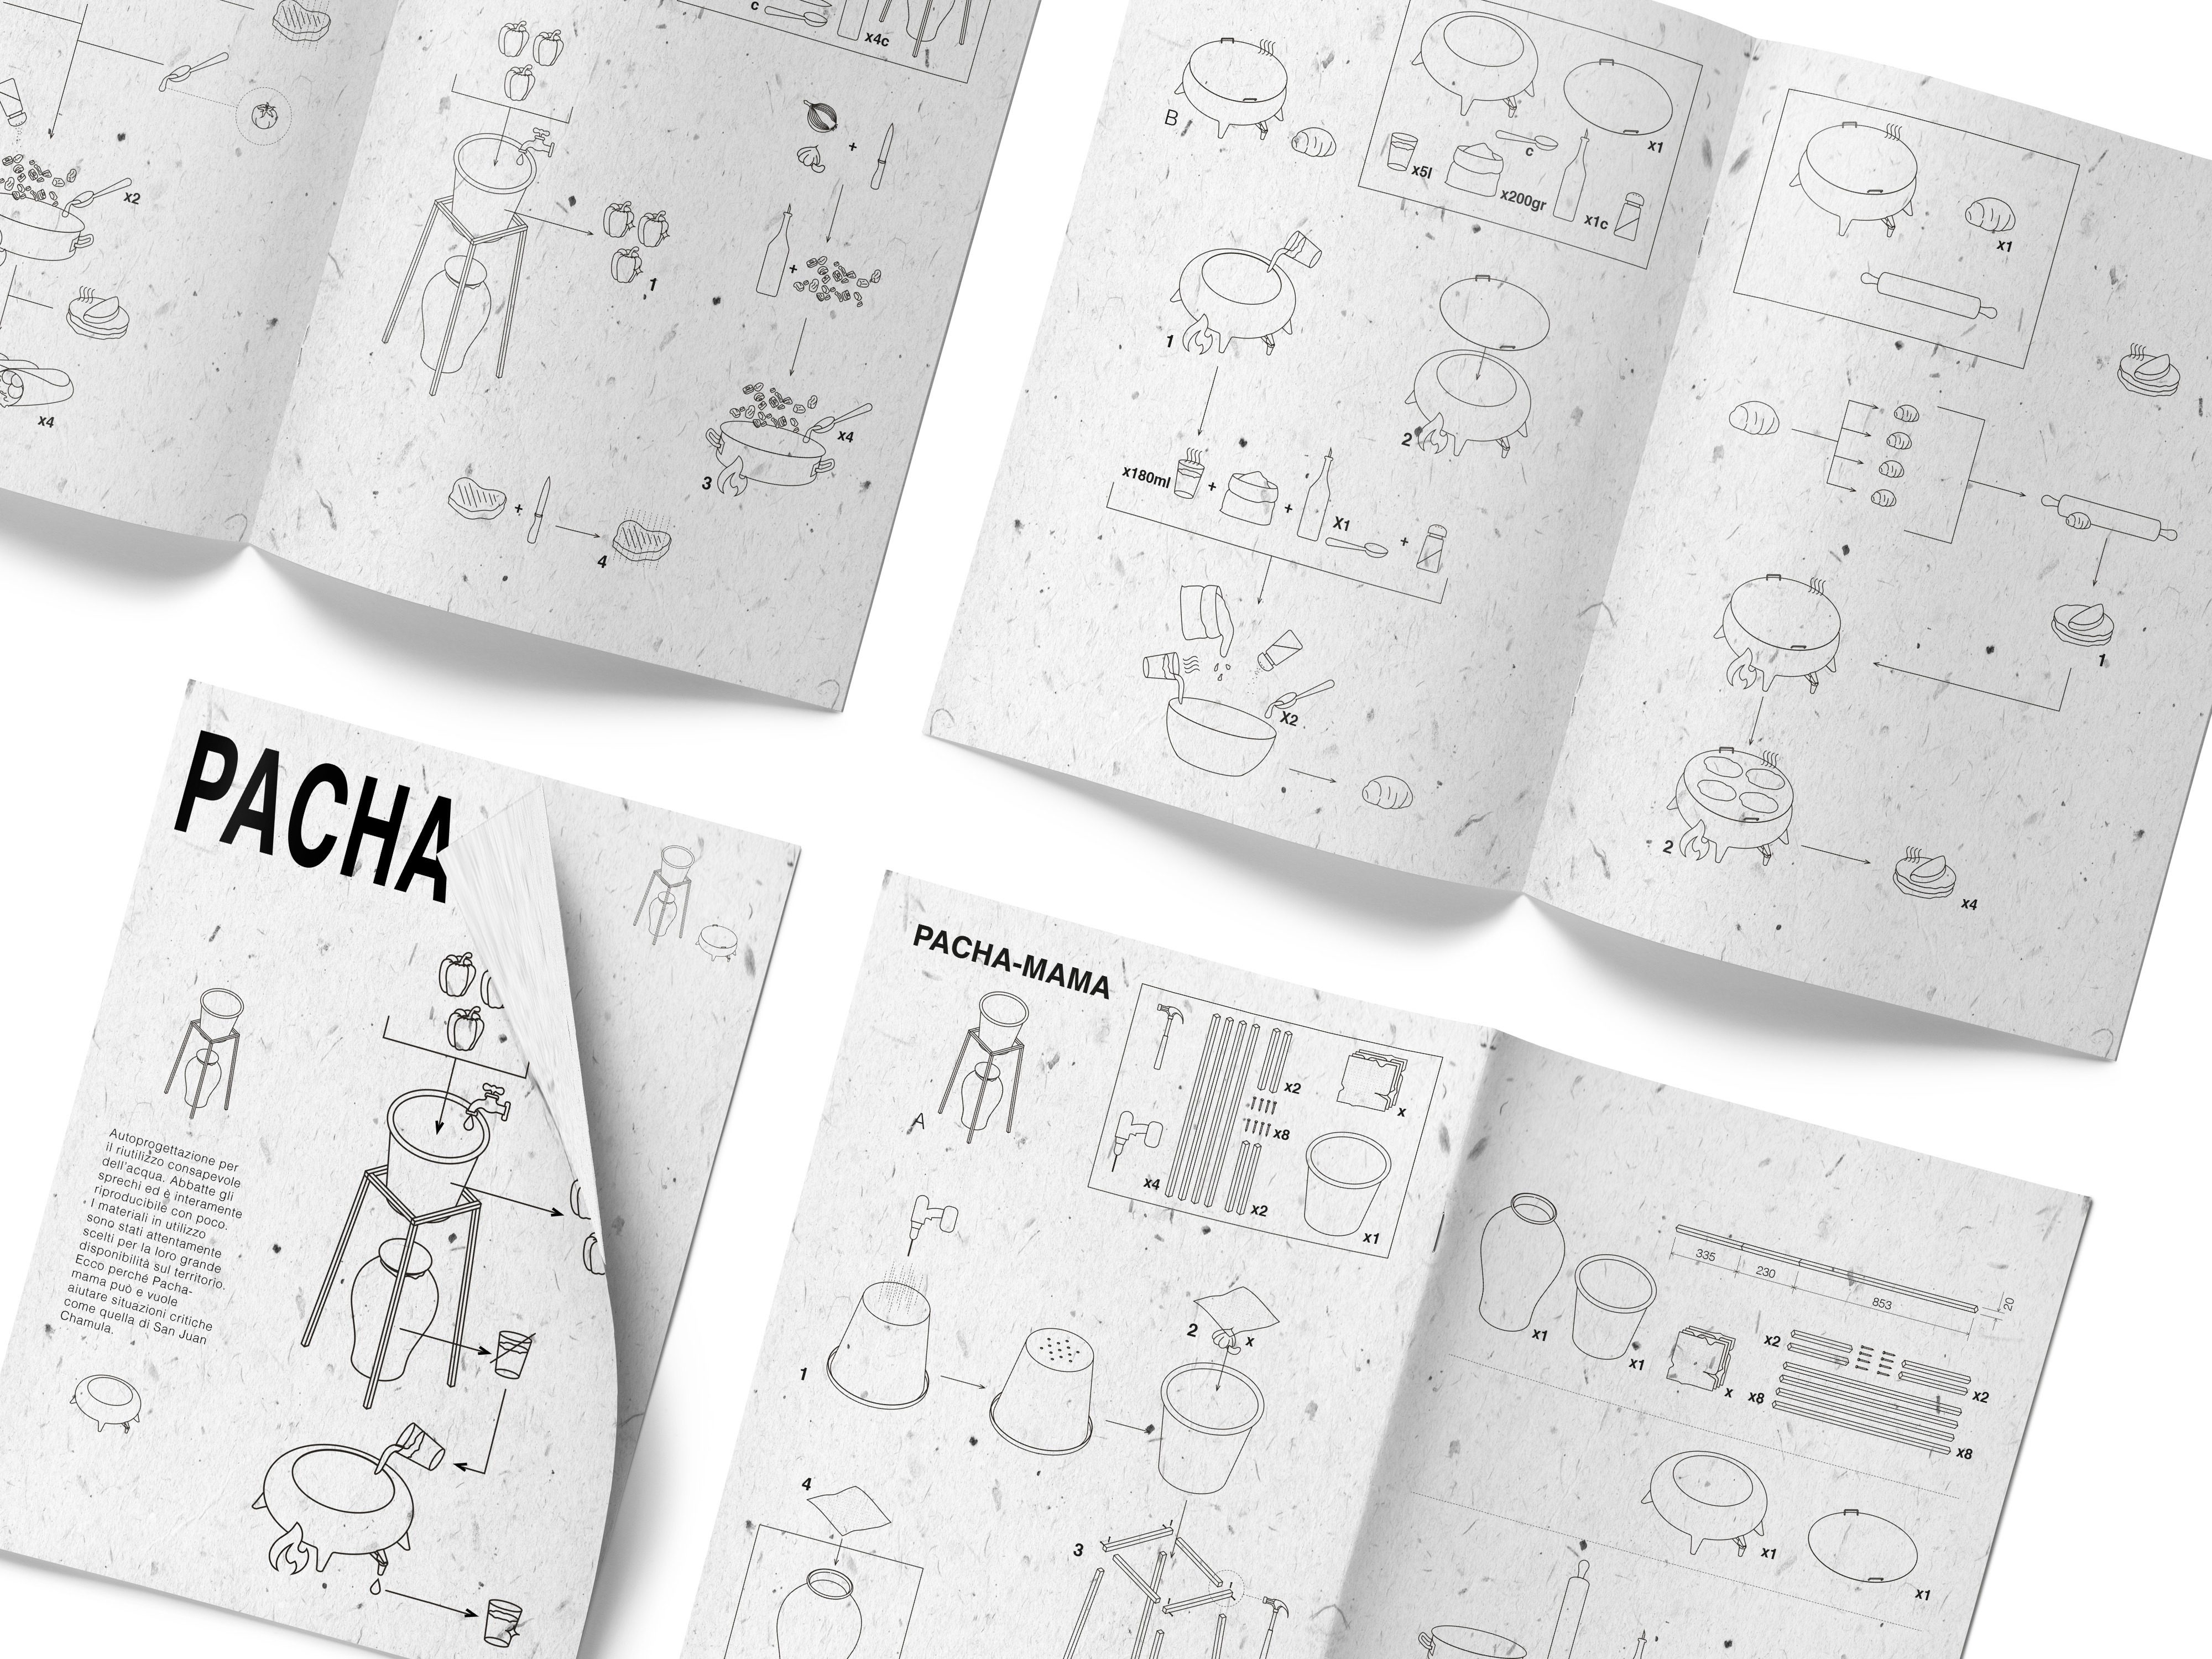 c
x4c
x2
x4
1
+
+
x4
3
+
4
B
x5l
c
x200gr
x1c
x1
1
2
x180ml
+
+
X1
+
X2
x1
1
2
x4
PACHA
Autoprogettazione per
il riutilizzo consapevole
dell'acqua. Abbatte gli
sprechi ed è interamente
riproducibile con poco.
I materiali in utilizzo
sono stati attentamente
scelti per la loro grande
disponibilità sul territorio.
Ecco perché Pacha-
mama può e vuole
aiutare situazioni critiche
come quella di San Juan
Chamula.
PACHA-MAMA
A
x2
x8
x
x4
x2
x1
1
2
x
4
3
335
230
853
20
x1
x1
x
x2
x2
x8
x8
x1
x1